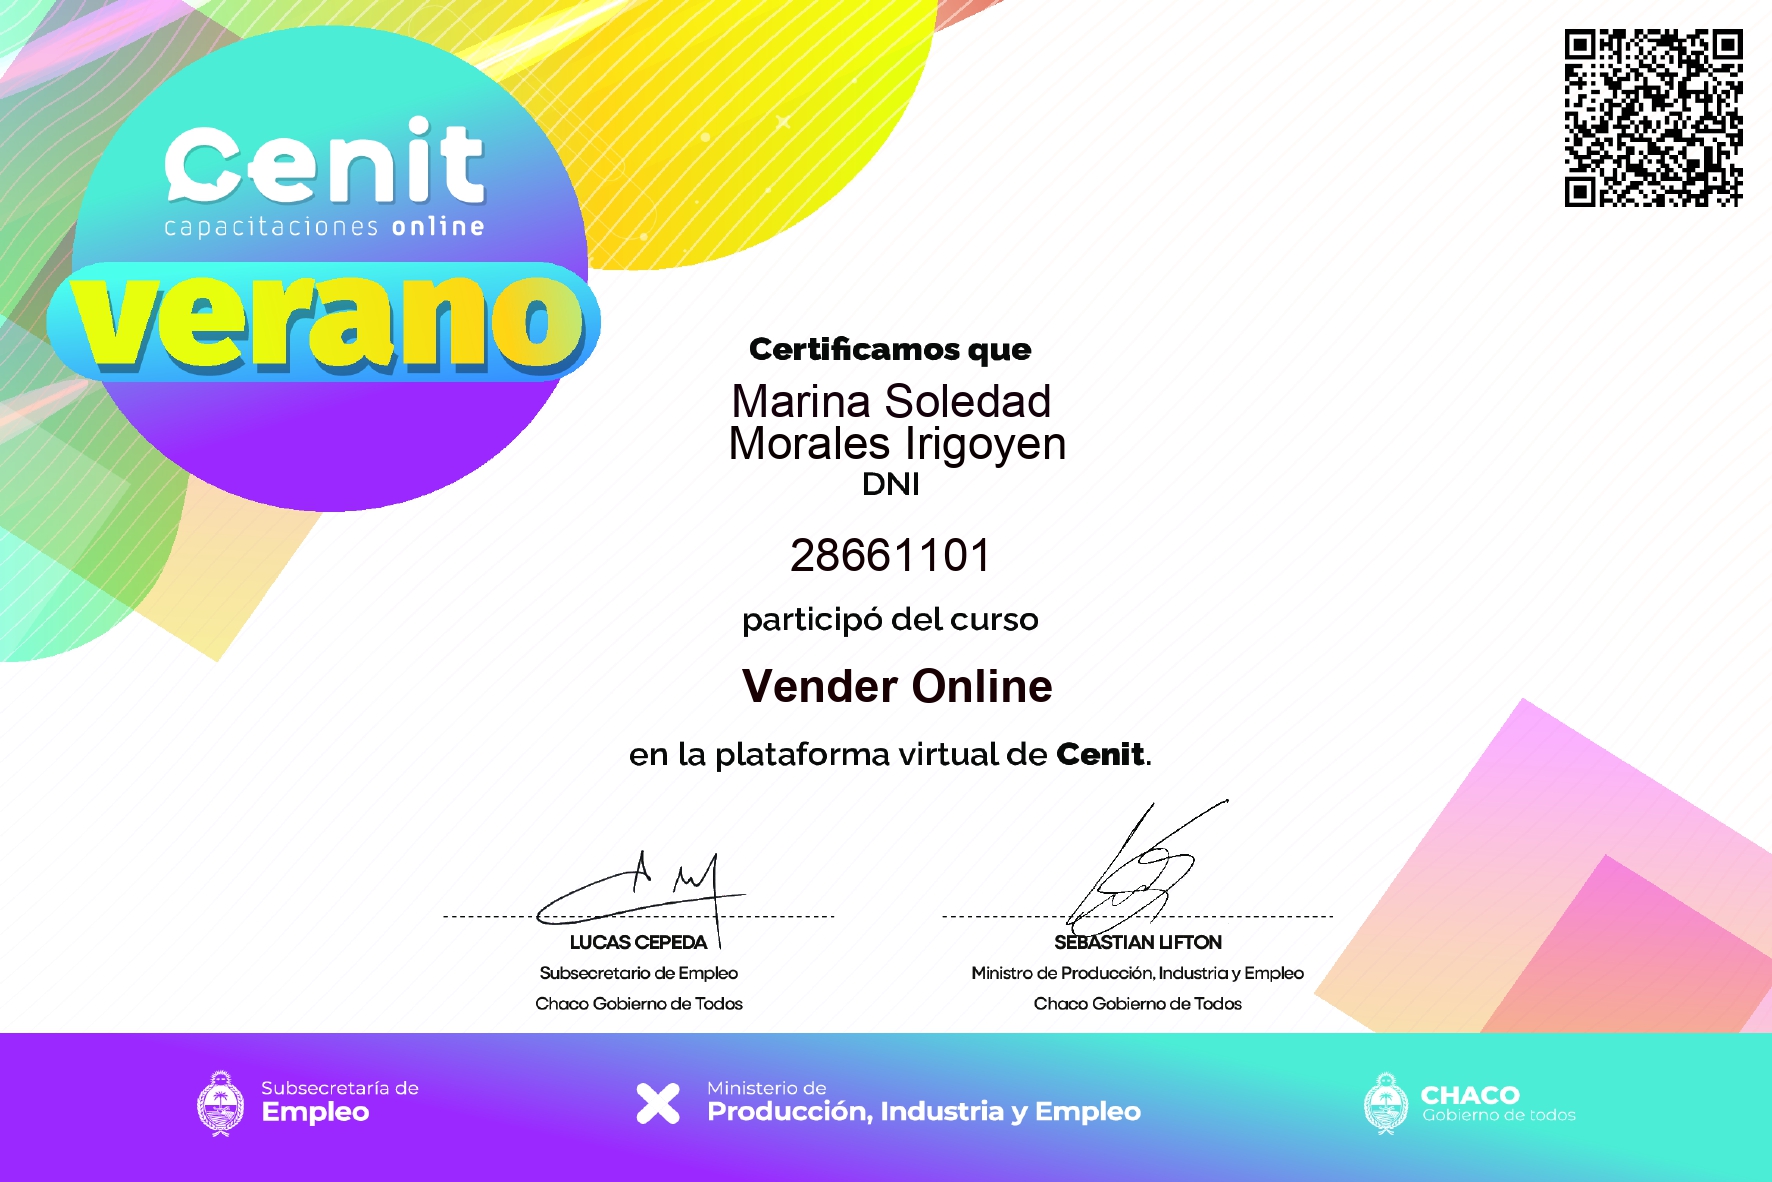 Cenit
capacitaciones online
verano
Certificamos que
Marina Soledad
Morales Irigoyen
DNI
28661101
participó del curso
Vender Online
en la plataforma virtual de Cenit.
LUCAS CEPEDA
Subsecretario de Empleo
Chaco Gobierno de Todos
SEBASTIAN LIFTON
Ministro de Producción, Industria y Empleo
Chaco Gobierno de Todos
Subsecretaría de
Empleo
Ministerio de
Producción, Industria y Empleo
CHACO
Gobierno de todos